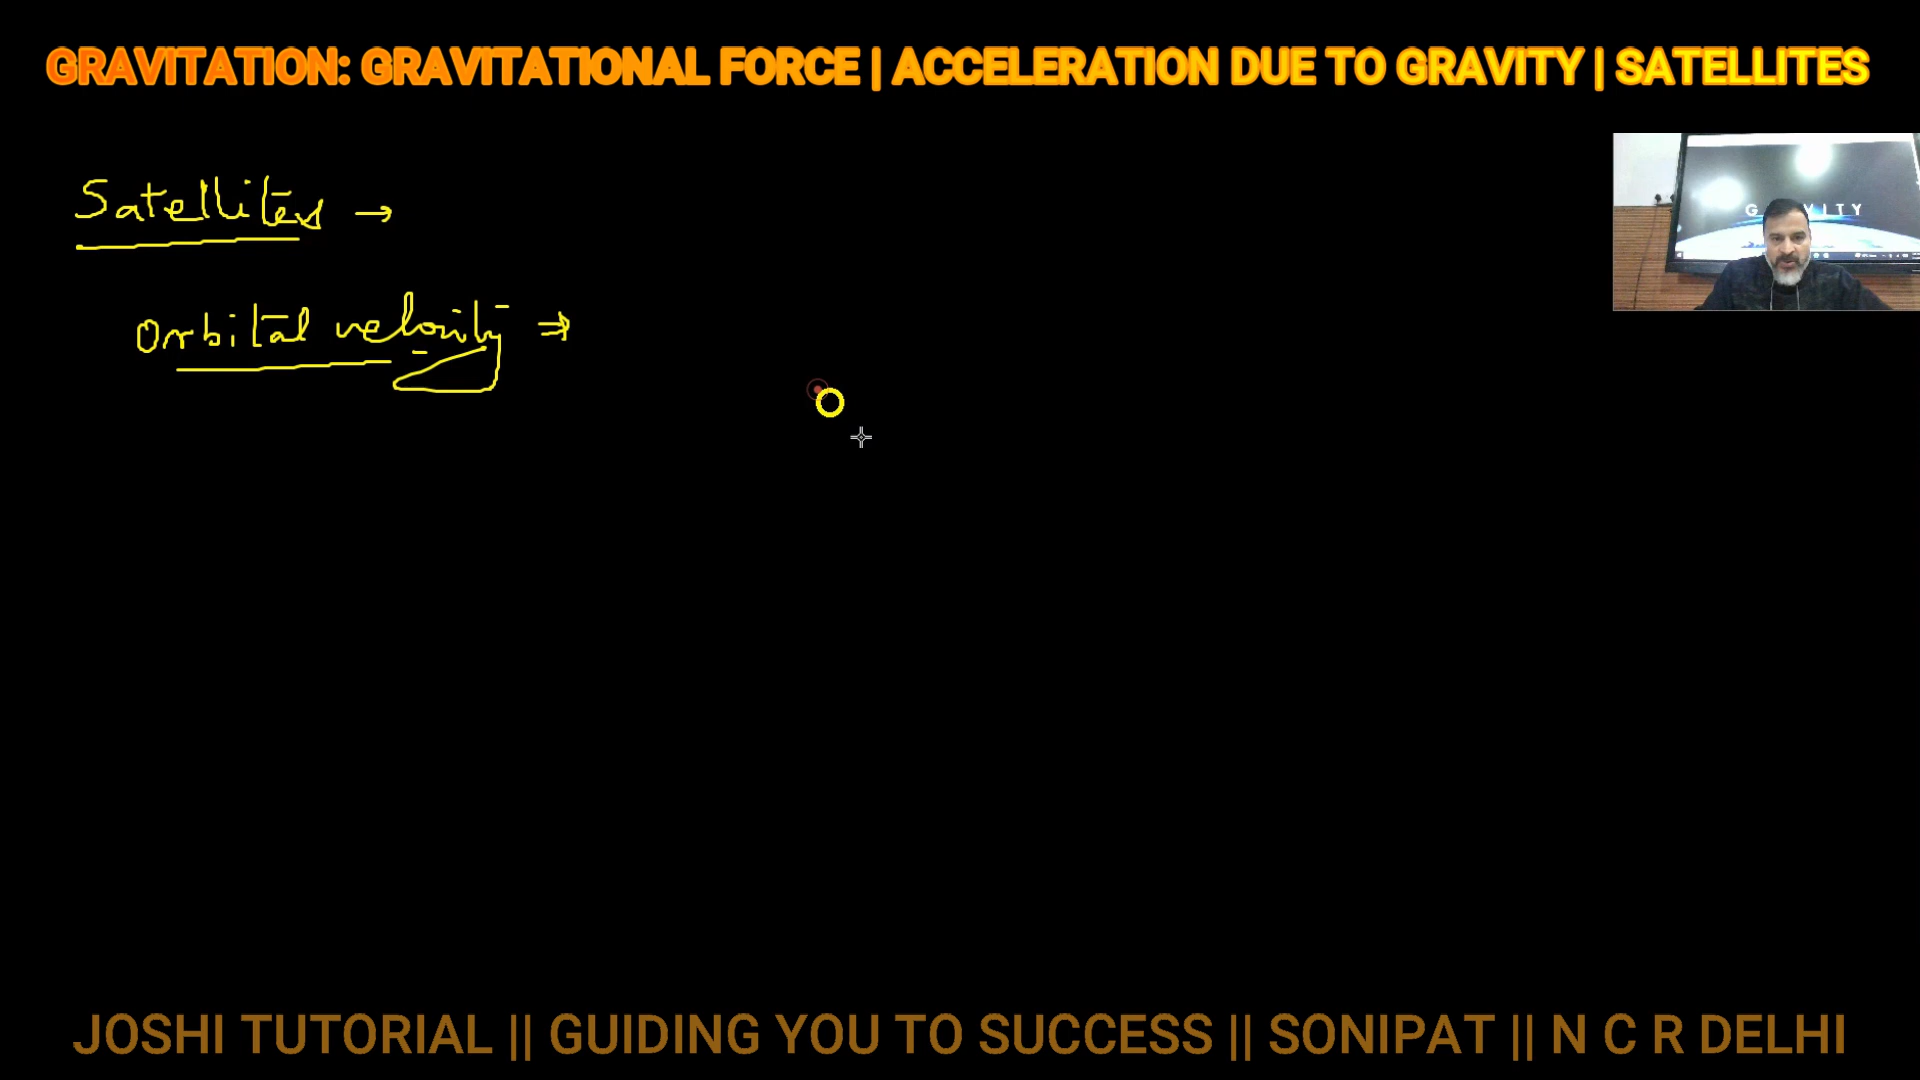 GRAVITATION: GRAVITATIONAL FORCE | ACCELERATION DUE TO GRAVITY | SATELLITES
Satellites →
GRAVITY
Orbital velocity ⇒
JOSHI TUTORIAL || GUIDING YOU TO SUCCESS || SONIPAT || N C R DELHI